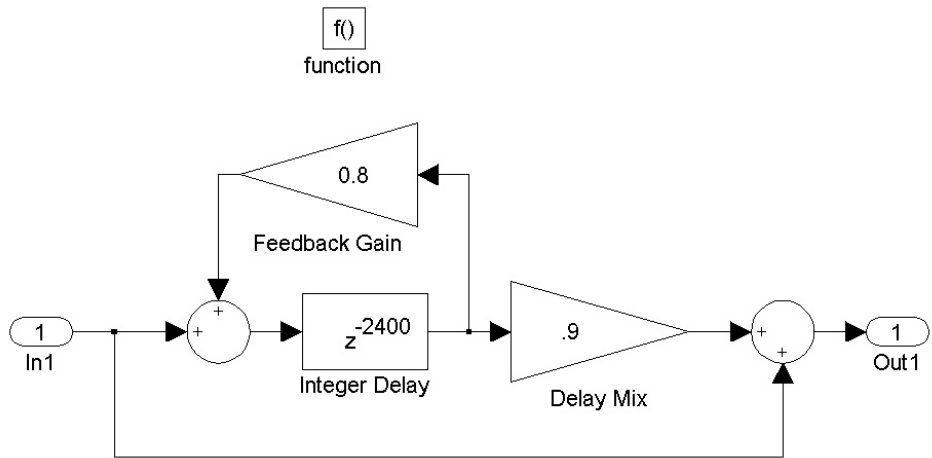 f()
function
0.8
Feedback Gain
+
1
In1
+
z-2400
Integer Delay
.9
Delay Mix
+
+
1
Out1